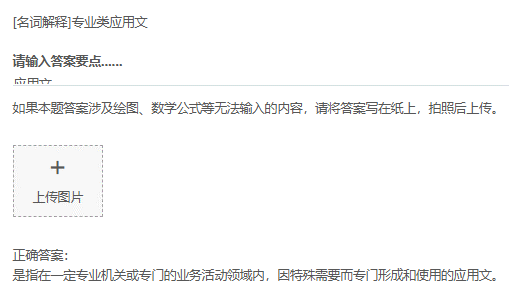 [名词解释]专业类应用文
请输入答案要点......
应用文
如果本题答案涉及绘图、数学公式等无法输入的内容，请将答案写在纸上，拍照后上传。
+
上传图片
正确答案：
是指在一定专业机关或专门的业务活动领域内，因特殊需要而专门形成和使用的应用文。